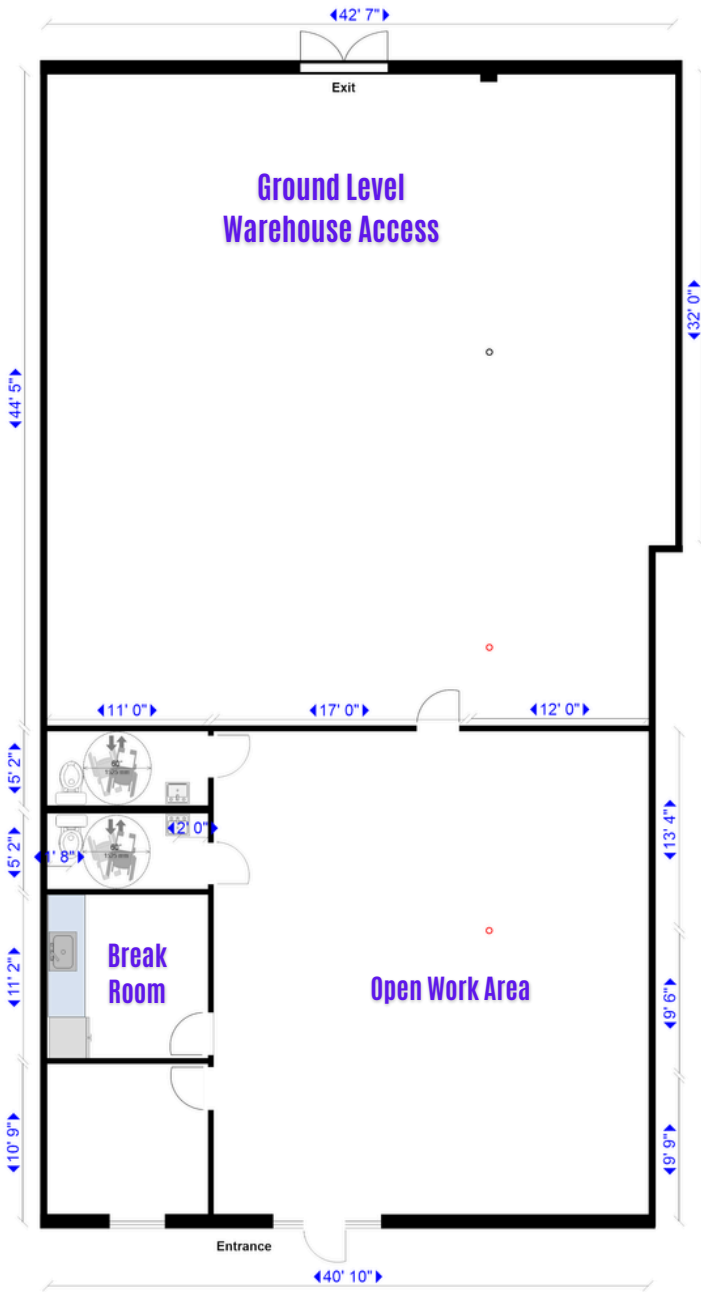 42' 7"
Exit
Ground Level
Warehouse Access
32' 0"
44' 5"
11' 0"
17' 0"
12' 0"
5' 2"
60"
13' 4"
2' 0"
5' 2"
1' 8"
60"
Break
Room
11' 2"
Open Work Area
9' 6"
10' 9"
9' 9"
Entrance
40' 10"